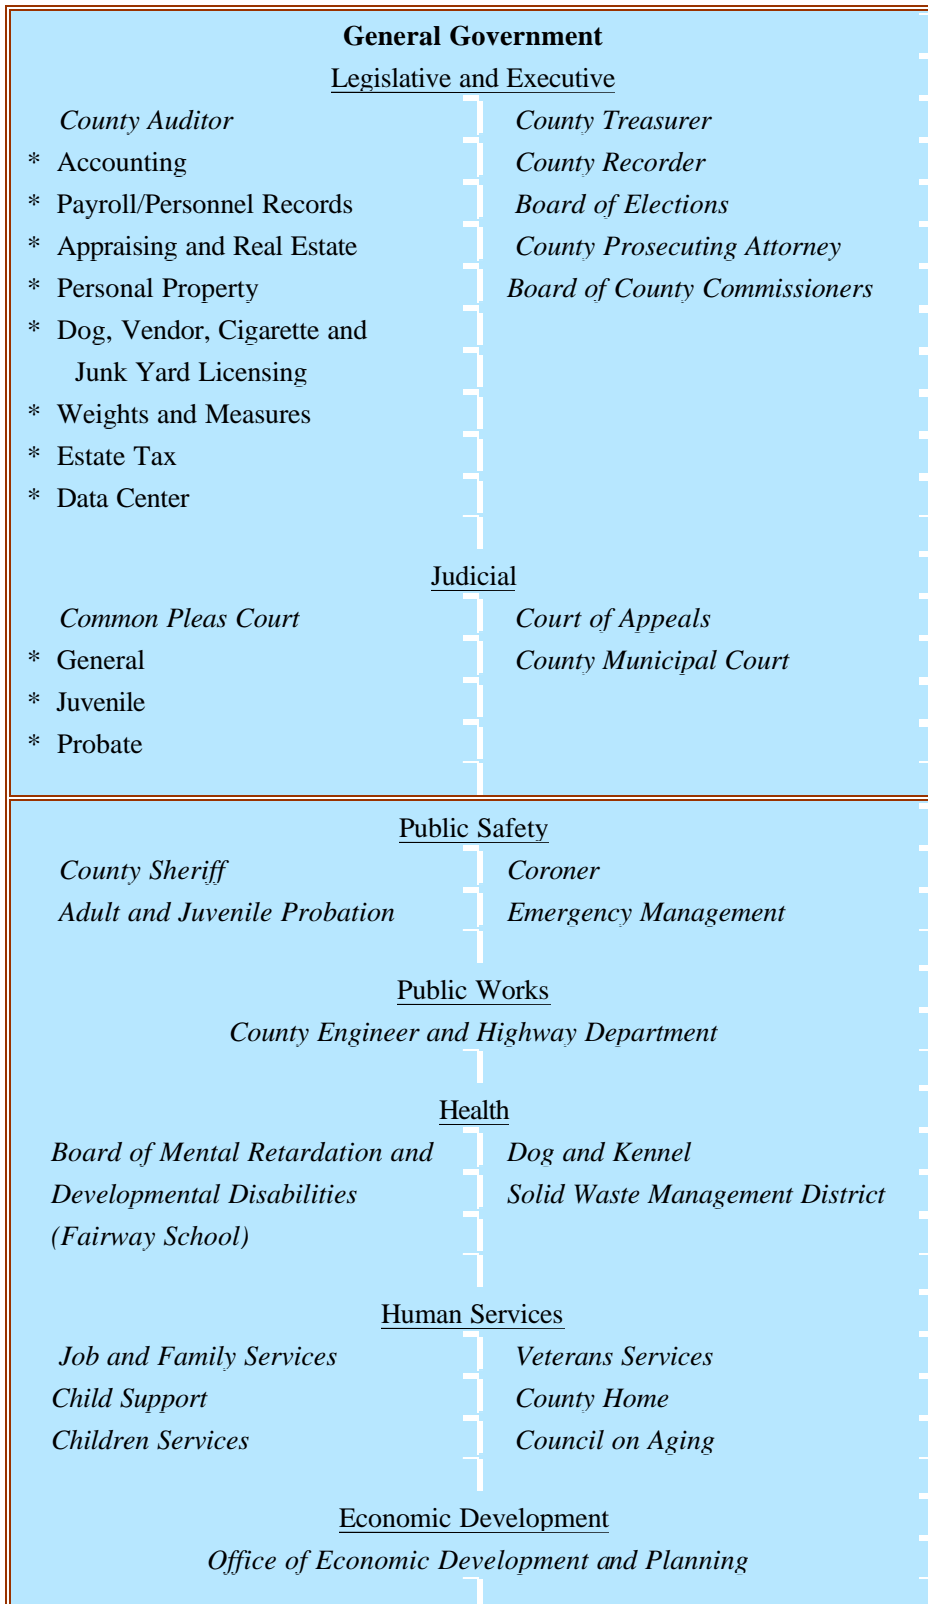 General Government
Legislative and Executive
County Auditor
* Accounting
* Payroll/Personnel Records
* Appraising and Real Estate
* Personal Property
* Dog, Vendor, Cigarette and
Junk Yard Licensing
* Weights and Measures
* Estate Tax
* Data Center
County Treasurer
County Recorder
Board of Elections
County Prosecuting Attorney
Board of County Commissioners
Judicial
Common Pleas Court
* General
* Juvenile
* Probate
Court of Appeals
County Municipal Court
Public Safety
County Sheriff
Adult and Juvenile Probation
Coroner
Emergency Management
Public Works
County Engineer and Highway Department
Health
Board of Mental Retardation and
Developmental Disabilities
(Fairway School)
Dog and Kennel
Solid Waste Management District
Human Services
Job and Family Services
Child Support
Children Services
Veterans Services
County Home
Council on Aging
Economic Development
Office of Economic Development and Planning